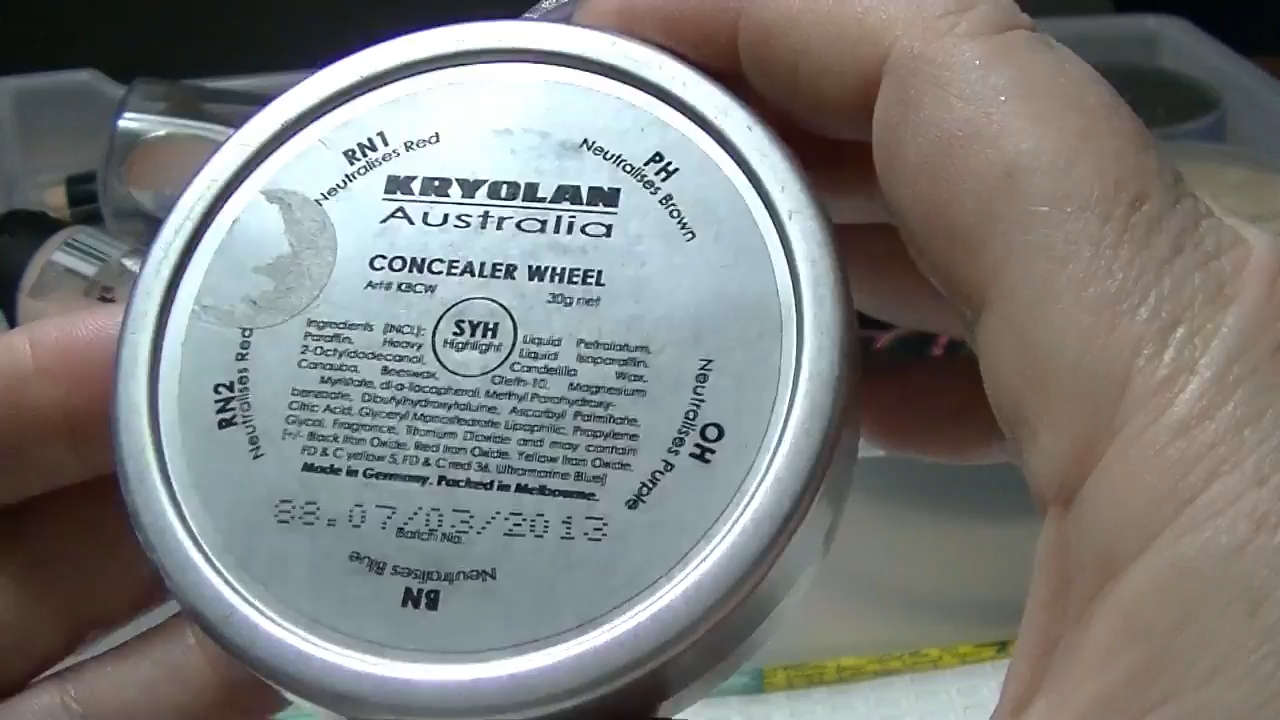 RN1
Neutralises Red
PH
Neutralises Brown
KRYOLAN
Australia
CONCEALER WHEEL
Art# KBCW 30g net
SYH
Highlight
Ingredients (INCI): Liquid Petrolatum,
Paraffin, Heavy Liquid Isoparaffin,
2-Octyldodecanol, Candelilla Wax,
Canauba, Beeswax, Oleth-10, Magnesium
Myristate, dl-a-Tocopherol, Methyl Parahydroxy-
benzoate, Dibutylhydroxytoluine, Ascorbyl Palmitate,
Citric Acid, Glyceryl Monostearate Lipophilic, Propylene
Glycol, Fragrance, Titanium Dioxide and may contain
[+/- Black Iron Oxide, Red Iron Oxide, Yellow Iron Oxide,
FD & C yellow 5, FD & C red 36, Ultramarine Blue]
Made in Germany. Packed in Melbourne.
88.07/03/2013
Batch No.
RN2
Neutralises Red
OH
Neutralises Purple
BN
Neutralises Blue